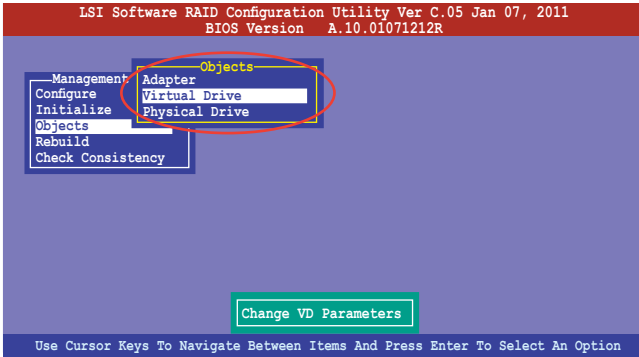 LSI Software RAID Configuration Utility Ver C.05 Jan 07, 2011
BIOS Version A.10.01071212R
Management
Configure
Initialize
Objects
Rebuild
Check Consistency
Objects
Adapter
Virtual Drive
Physical Drive
Change VD Parameters
Use Cursor Keys To Navigate Between Items And Press Enter To Select An Option